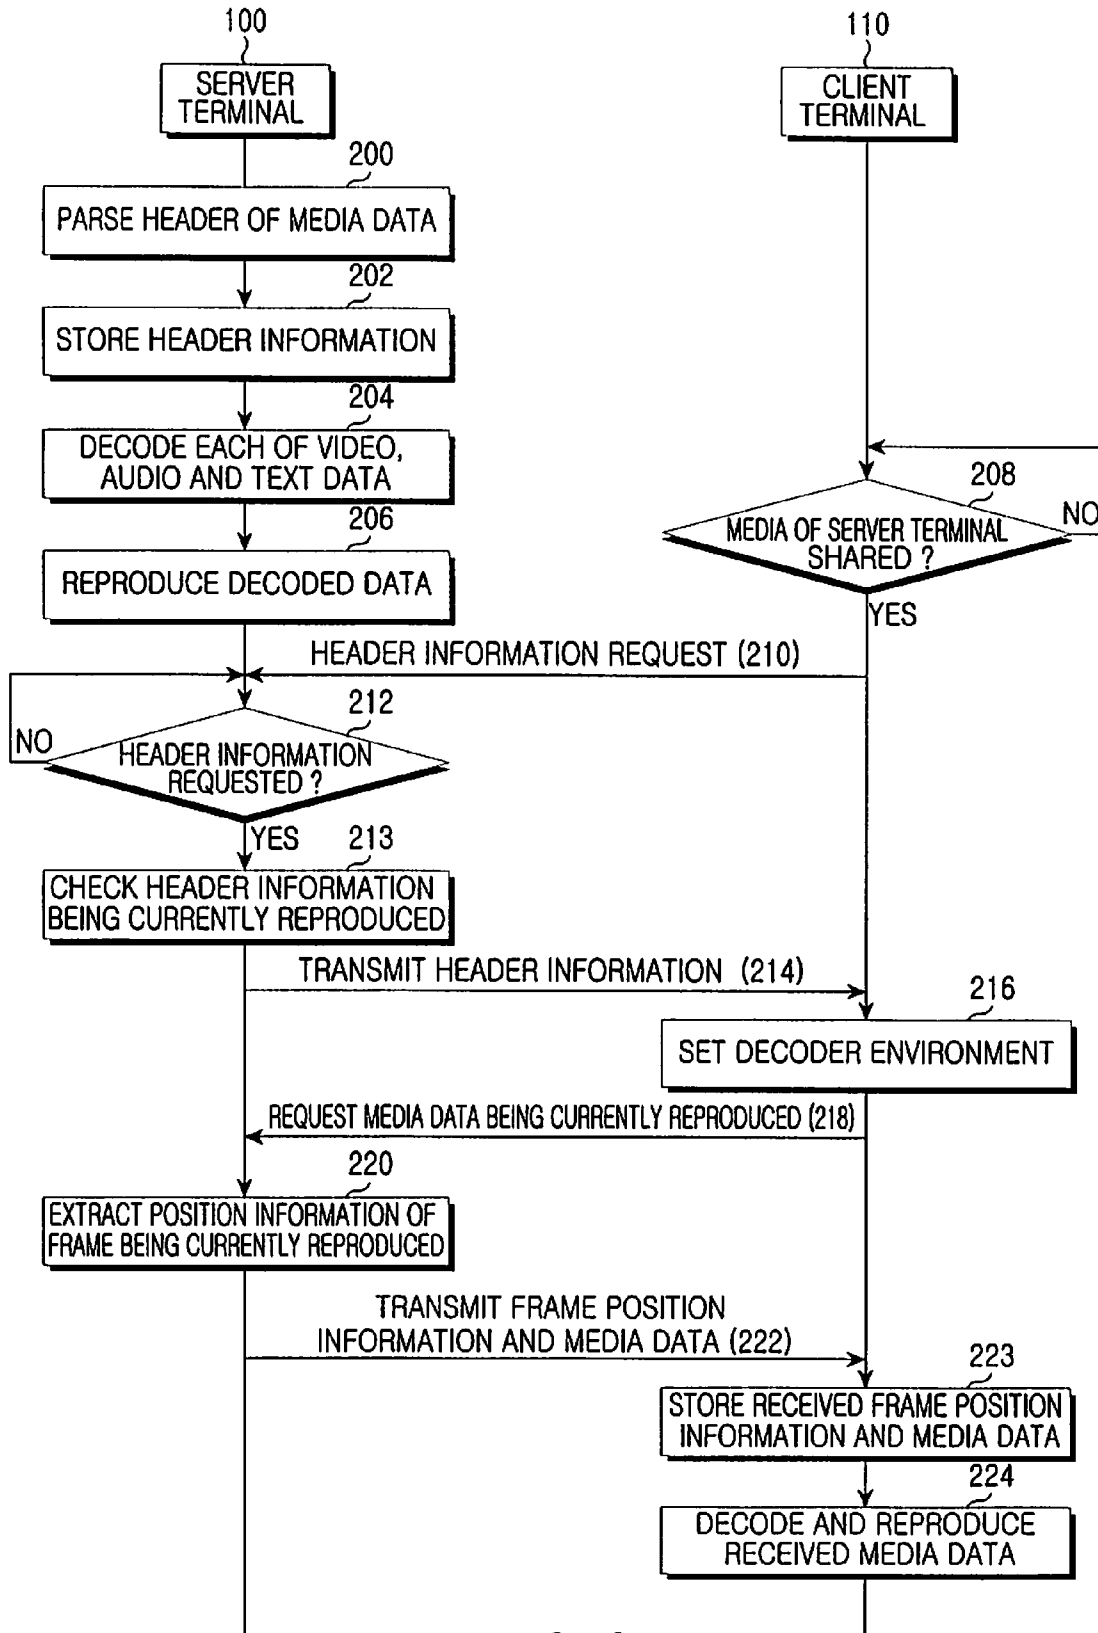 100
110
SERVER
TERMINAL
CLIENT
TERMINAL
200
PARSE HEADER OF MEDIA DATA
202
STORE HEADER INFORMATION
204
DECODE EACH OF VIDEO,
AUDIO AND TEXT DATA
208
MEDIA OF SERVER TERMINAL
SHARED ?
NO
YES
206
REPRODUCE DECODED DATA
HEADER INFORMATION REQUEST (210)
212
HEADER INFORMATION
REQUESTED ?
NO
YES
213
CHECK HEADER INFORMATION
BEING CURRENTLY REPRODUCED
TRANSMIT HEADER INFORMATION (214)
216
SET DECODER ENVIRONMENT
REQUEST MEDIA DATA BEING CURRENTLY REPRODUCED (218)
220
EXTRACT POSITION INFORMATION OF
FRAME BEING CURRENTLY REPRODUCED
TRANSMIT FRAME POSITION
INFORMATION AND MEDIA DATA (222)
223
STORE RECEIVED FRAME POSITION
INFORMATION AND MEDIA DATA
224
DECODE AND REPRODUCE
RECEIVED MEDIA DATA